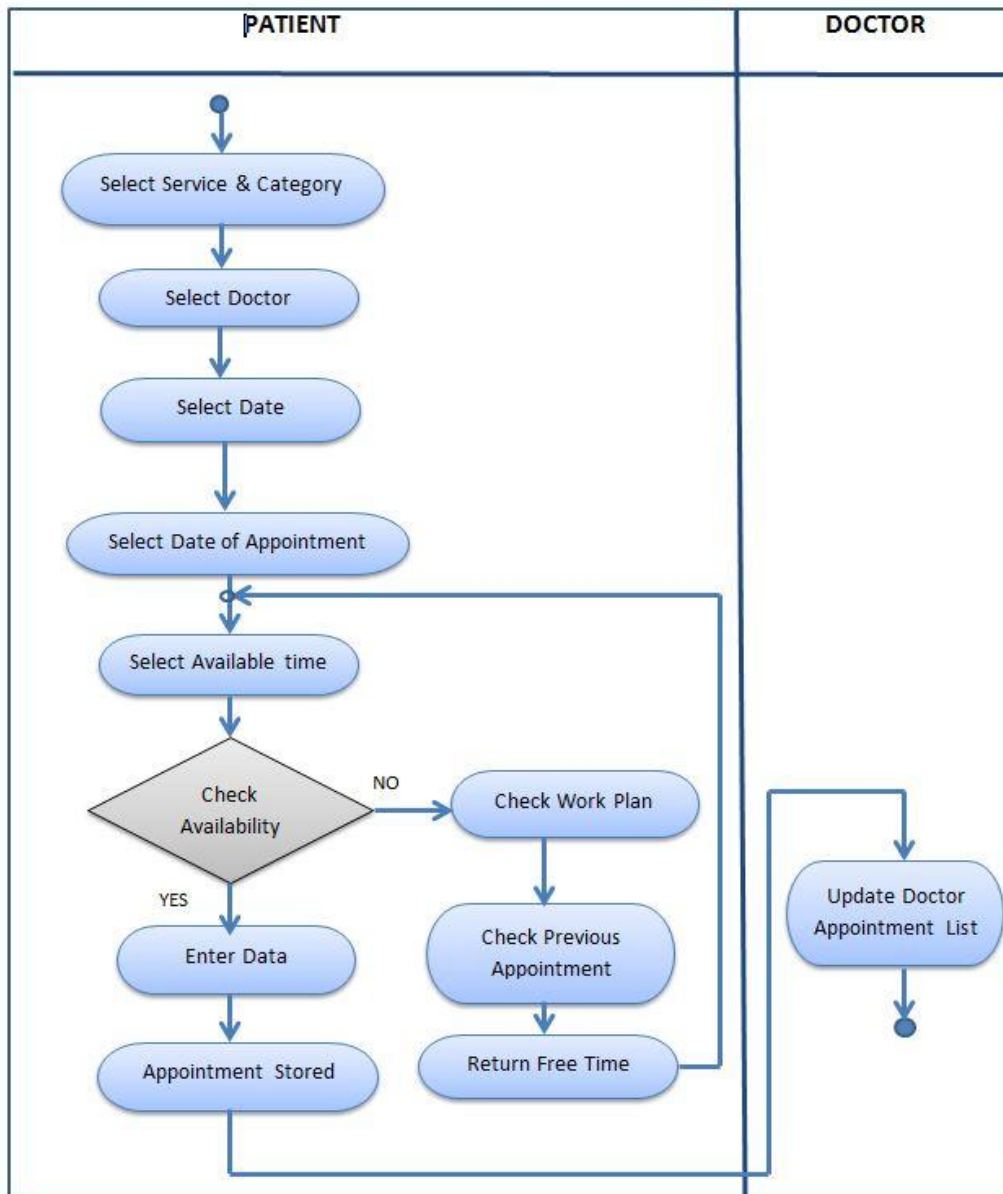 PATIENT
DOCTOR
Select Service & Category
Select Doctor
Select Date
Select Date of Appointment
Select Available time
Check
Availability
NO
Check Work Plan
YES
Check Previous
Appointment
Enter Data
Return Free Time
Appointment Stored
Update Doctor
Appointment List